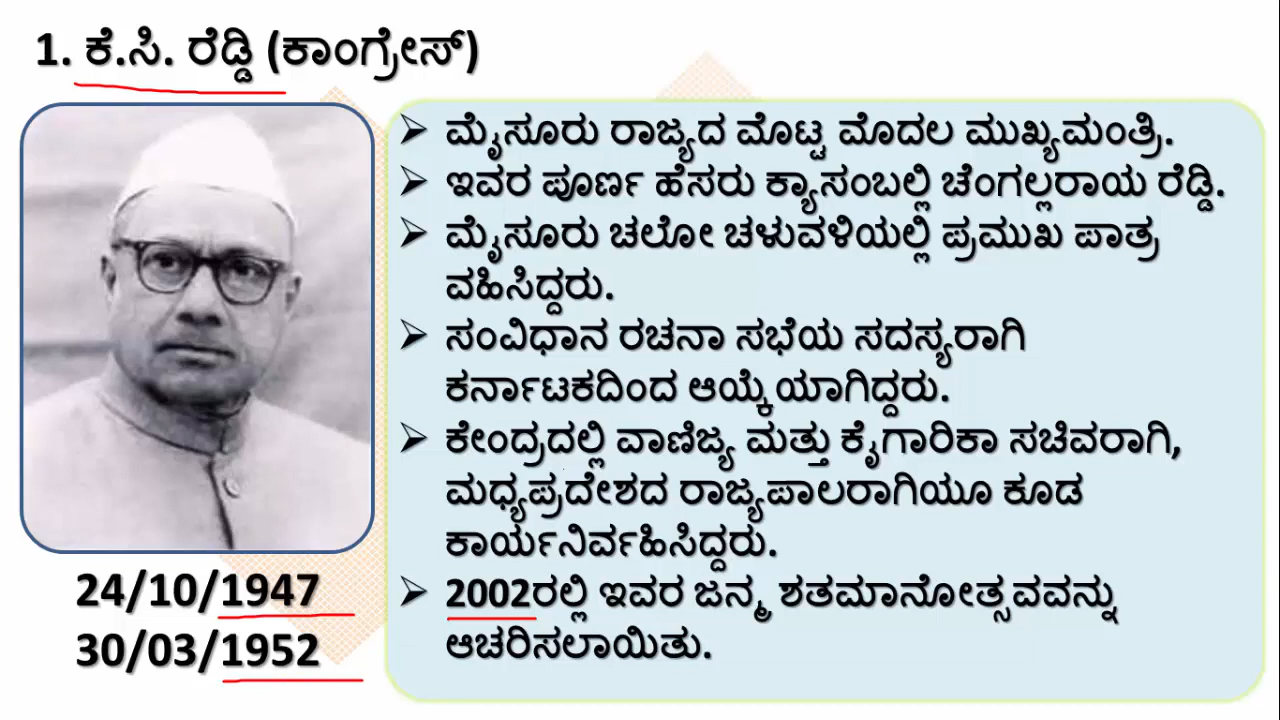 1. ಕೆ.ಸಿ. ರೆಡ್ಡಿ (ಕಾಂಗ್ರೇಸ್)
➢ ಮೈಸೂರು ರಾಜ್ಯದ ಮೊಟ್ಟ ಮೊದಲ ಮುಖ್ಯಮಂತ್ರಿ.
➢ ಇವರ ಪೂರ್ಣ ಹೆಸರು ಕ್ಯಾಸಂಬಲ್ಲಿ ಚೆಂಗಲ್ಲರಾಯ ರೆಡ್ಡಿ.
➢ ಮೈಸೂರು ಚಲೋ ಚಳುವಳಿಯಲ್ಲಿ ಪ್ರಮುಖ ಪಾತ್ರ
ವಹಿಸಿದ್ದರು.
➢ ಸಂವಿಧಾನ ರಚನಾ ಸಭೆಯ ಸದಸ್ಯರಾಗಿ
ಕರ್ನಾಟಕದಿಂದ ಆಯ್ಕೆಯಾಗಿದ್ದರು.
➢ ಕೇಂದ್ರದಲ್ಲಿ ವಾಣಿಜ್ಯ ಮತ್ತು ಕೈಗಾರಿಕಾ ಸಚಿವರಾಗಿ,
ಮಧ್ಯಪ್ರದೇಶದ ರಾಜ್ಯಪಾಲರಾಗಿಯೂ ಕೂಡ
ಕಾರ್ಯನಿರ್ವಹಿಸಿದ್ದರು.
➢ 2002ರಲ್ಲಿ ಇವರ ಜನ್ಮ ಶತಮಾನೋತ್ಸವವನ್ನು
ಆಚರಿಸಲಾಯಿತು.
24/10/1947
30/03/1952